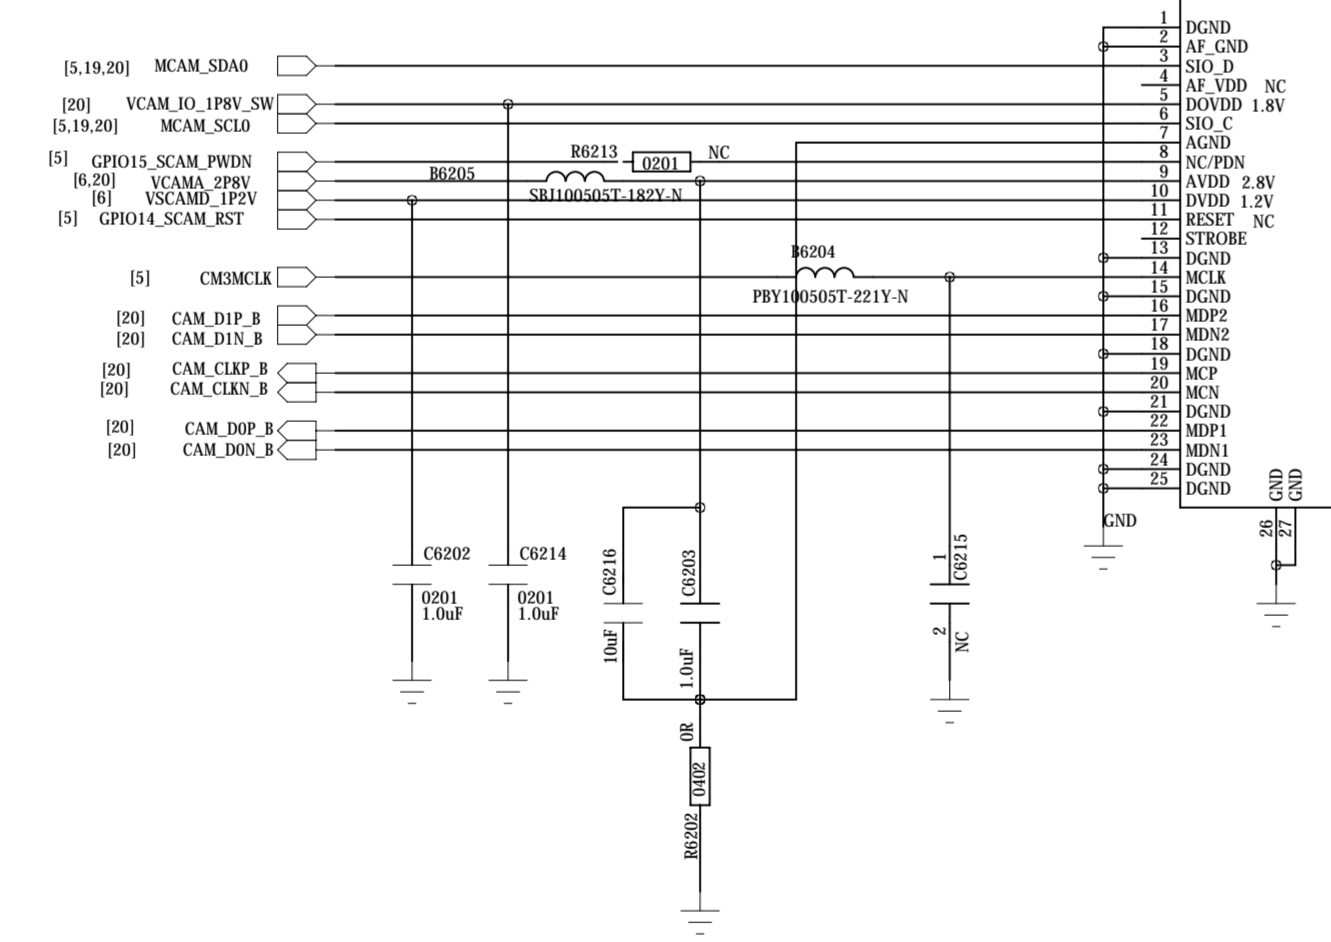 1 DGND
2 AF_GND
[5,19,20] MCAM_SDA0 3 SIO_D
4 AF_VDD NC
[20] VCAM_IO_1P8V_SW 5 DOVDD 1.8V
[5,19,20] MCAM_SCL0 6 SIO_C
7 AGND
[5] GPIO15_SCAM_PWDN R6213 0201 NC 8 NC/PDN
[6,20] VCAMA_2P8V B6205 9 AVDD 2.8V
SBJ100505T-182Y-N
[6] VSCAMD_1P2V 10 DVDD 1.2V
[5] GPIO14_SCAM_RST 11 RESET NC
12 STROBE
B6204 13 DGND
[5] CM3MCLK 14 MCLK
PBY100505T-221Y-N 15 DGND
[20] CAM_D1P_B 16 MDP2
[20] CAM_D1N_B 17 MDN2
18 DGND
[20] CAM_CLKP_B 19 MCP
[20] CAM_CLKN_B 20 MCN
21 DGND
[20] CAM_D0P_B 22 MDP1
[20] CAM_D0N_B 23 MDN1
24 DGND
25 DGND
GND GND
GND
26 27
C6202
0201
1.0uF
C6214
0201
1.0uF
C6216
10uF
C6203
1.0uF
1 C6215
2 NC
0R
0402
R6202